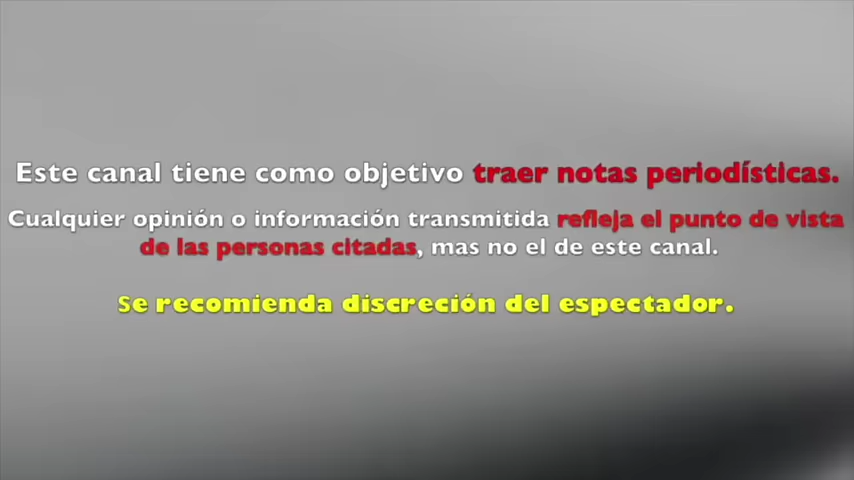 Este canal tiene como objetivo traer notas periodísticas.
Cualquier opinión o información transmitida refleja el punto de vista
de las personas citadas, mas no el de este canal.
Se recomienda discreción del espectador.